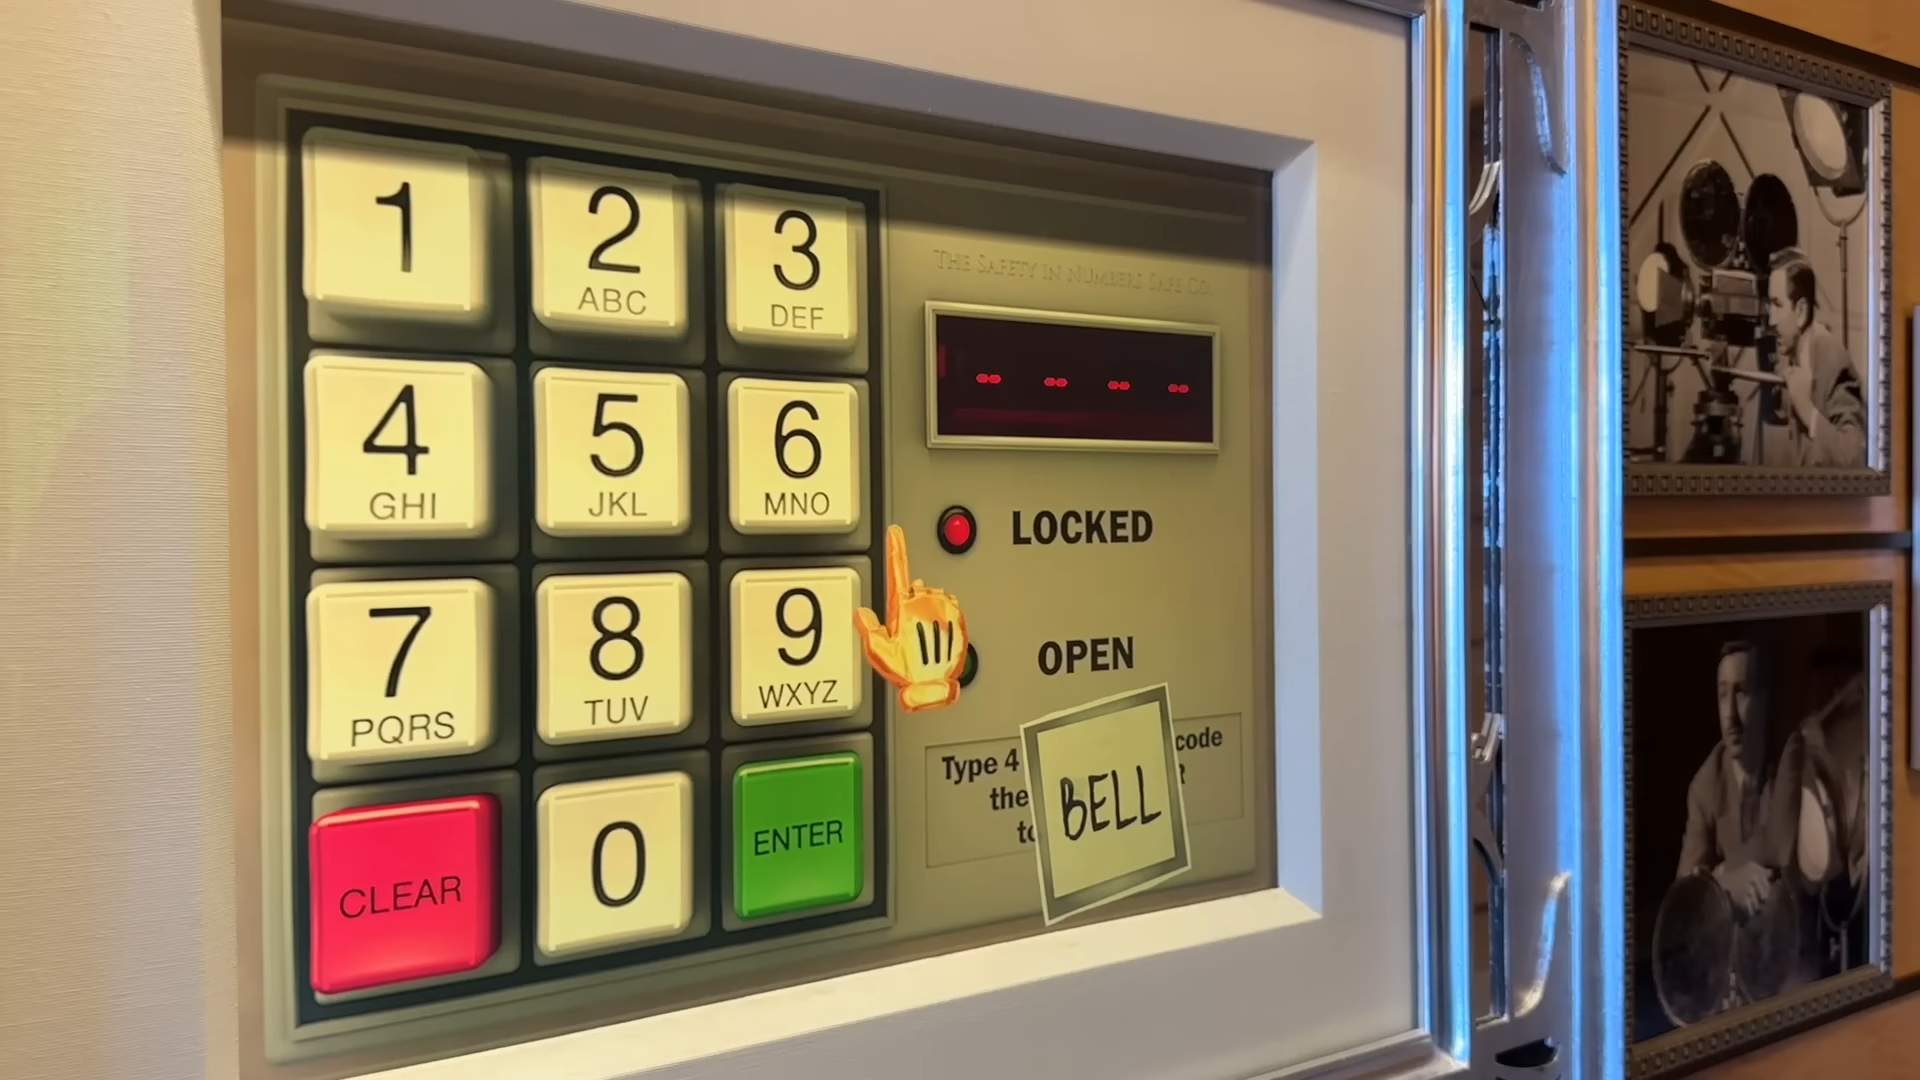 1
2
ABC
3
DEF
4
GHI
5
JKL
6
MNO
7
PQRS
8
TUV
9
WXYZ
CLEAR
0
ENTER
THE SAFETY IN NUMBERS SAFE CO.
- - - -
LOCKED
OPEN
Type 4 code
the
BELL